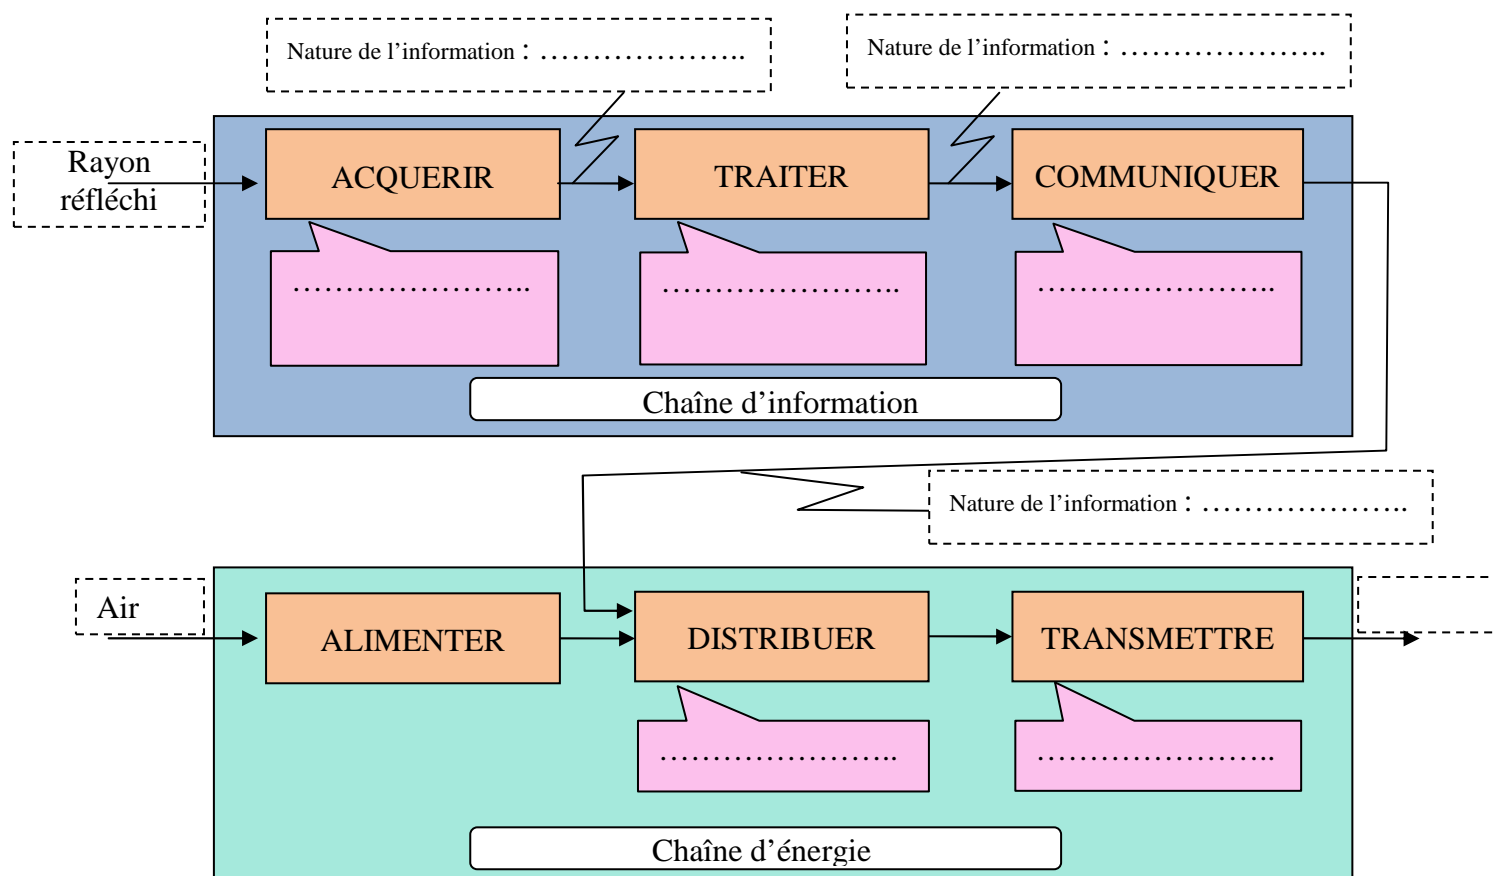 Nature de l’information : …………………..
Nature de l’information : …………………..
Rayon
réfléchi
ACQUERIR
TRAITER
COMMUNIQUER
……………………..
……………………..
……………………..
Chaîne d’information
Nature de l’information : …………………..
Air
ALIMENTER
DISTRIBUER
TRANSMETTRE
……………………..
……………………..
Chaîne d’énergie